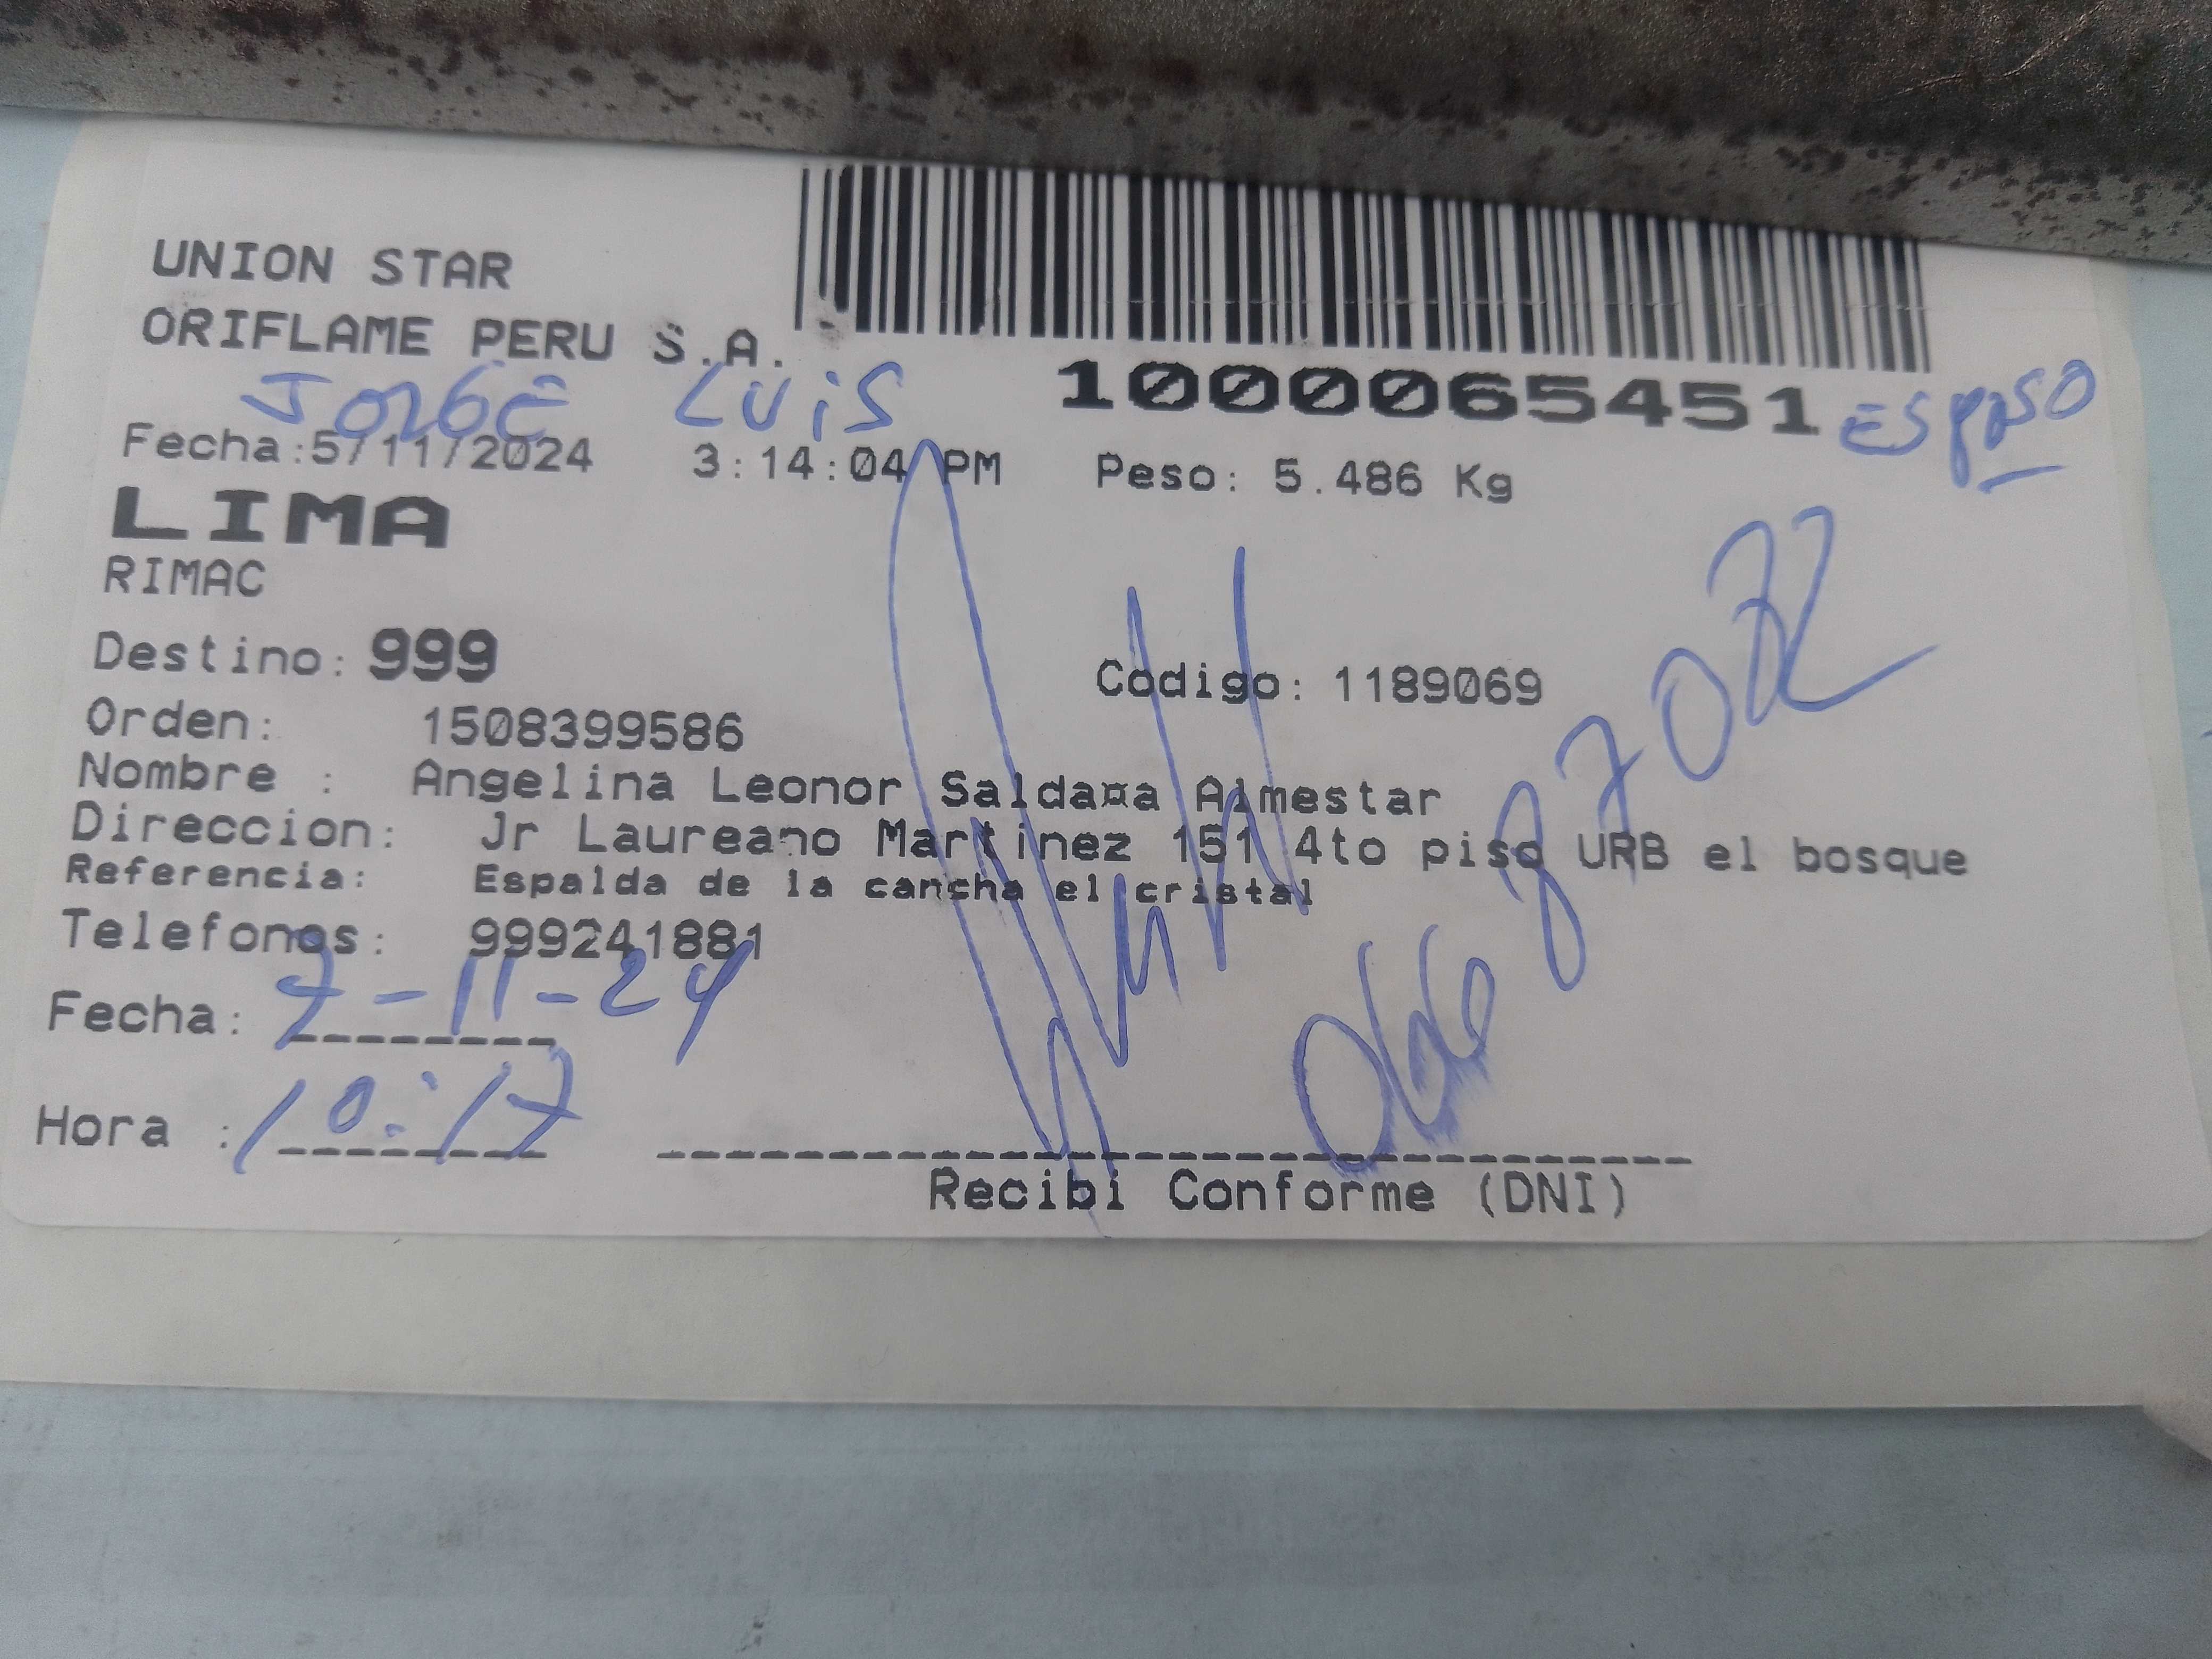 UNION STAR
ORIFLAME PERU S.A.
1000065451
JORGE LUIS
ESPOSO
Fecha:5/11/2024 3:14:04 PM Peso: 5.486 Kg
LIMA
RIMAC
Destino: 999
Codigo: 1189069
Orden: 1508399586
Nombre : Angelina Leonor Salda¤a Almestar
Direccion: Jr Laureano Martinez 151 4to piso URB el bosque
Referencia: Espalda de la cancha el cristal
Telefonos: 999241881
Fecha: 7-11-24
Hora : 10:17
Recibi Conforme (DNI)